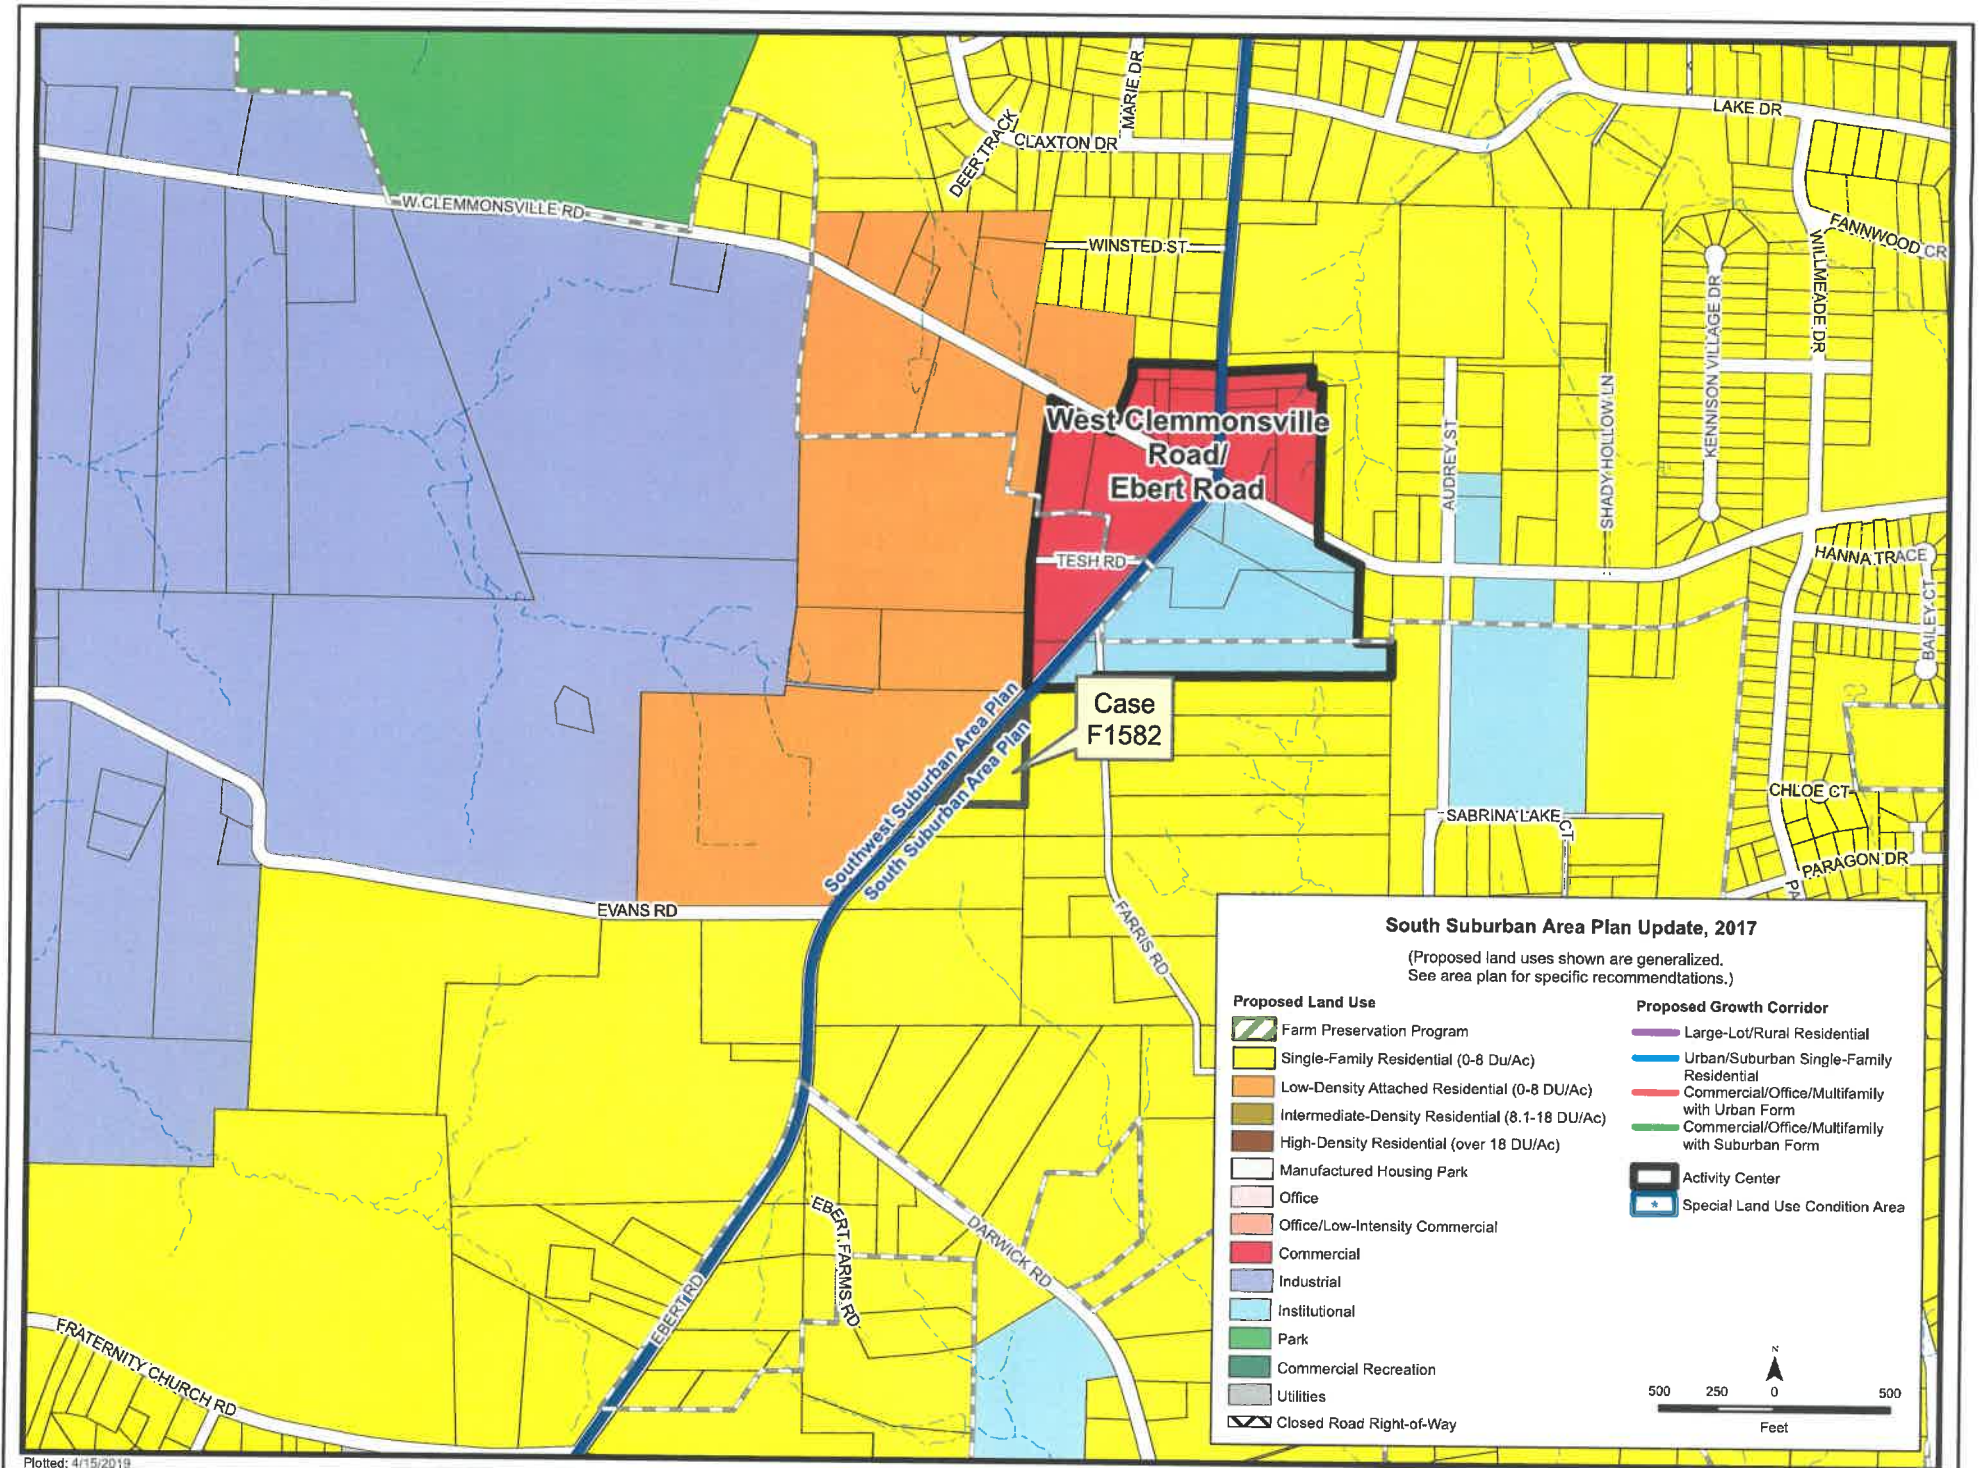 LAKE DR
MARIE DR
CLAXTON DR
DEER TRACK
W CLEMMONSVILLE RD
WINSTED ST
FANNWOOD CR
WILLMEADE DR
KENNISON VILLAGE DR
SHADY HOLLOW LN
AUDREY ST
West Clemmonsville
Road/
Ebert Road
TESH RD
HANNA TRACE
BAILEY CT
Case
F1582
Southwest Suburban Area Plan
South Suburban Area Plan
CHLOE CT
SABRINA LAKE CT
PARAGON DR
PA
EVANS RD
FARRIS RD
EBERT FARMS RD
DARWICK RD
EBERT RD
FRATERNITY CHURCH RD
South Suburban Area Plan Update, 2017
(Proposed land uses shown are generalized.
See area plan for specific recommendtations.)
Proposed Land Use
Farm Preservation Program
Single-Family Residential (0-8 Du/Ac)
Low-Density Attached Residential (0-8 DU/Ac)
Intermediate-Density Residential (8.1-18 DU/Ac)
High-Density Residential (over 18 DU/Ac)
Manufactured Housing Park
Office
Office/Low-Intensity Commercial
Commercial
Industrial
Institutional
Park
Commercial Recreation
Utilities
Closed Road Right-of-Way
Proposed Growth Corridor
Large-Lot/Rural Residential
Urban/Suburban Single-Family
Residential
Commercial/Office/Multifamily
with Urban Form
Commercial/Office/Multifamily
with Suburban Form
Activity Center
* Special Land Use Condition Area
N
500 250 0 500
Feet
Plotted: 4/15/2019